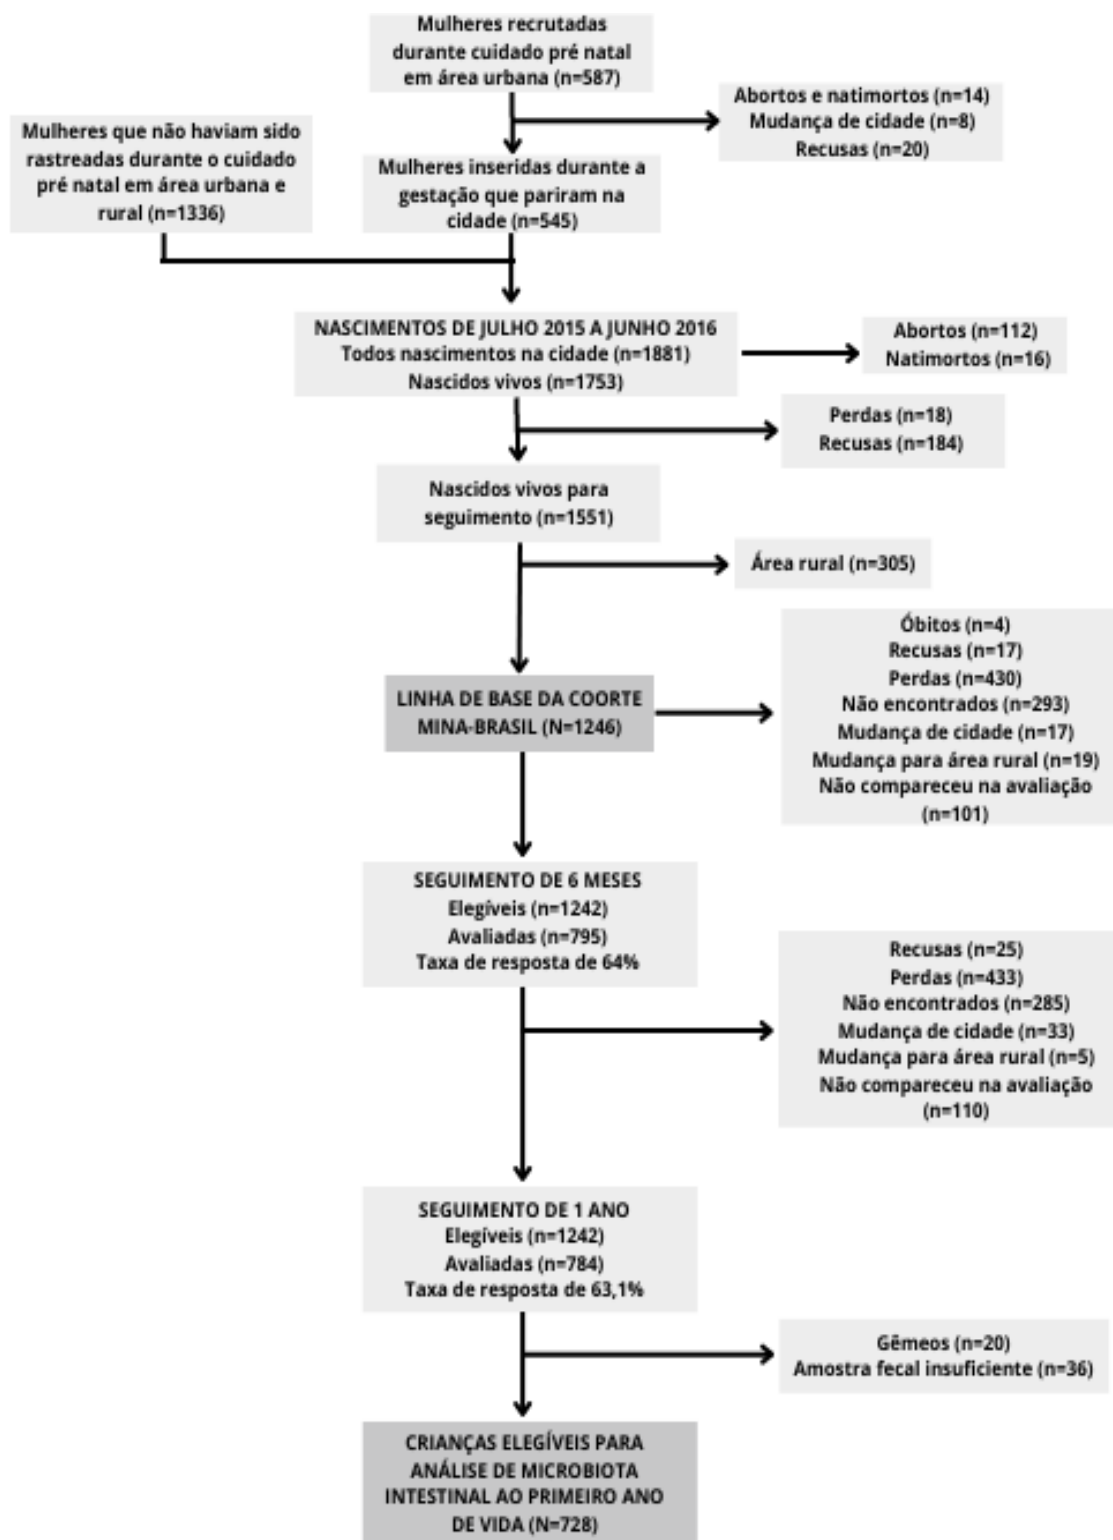 Mulheres recrutadas
durante cuidado pré natal
em área urbana (n=587)
Abortos e natimortos (n=14)
Mudança de cidade (n=8)
Recusas (n=20)
Mulheres que não haviam sido
rastreadas durante o cuidado
pré natal em área urbana e
rural (n=1336)
Mulheres inseridas durante a
gestação que pariram na
cidade (n=545)
NASCIMENTOS DE JULHO 2015 A JUNHO 2016
Todos nascimentos na cidade (n=1881)
Nascidos vivos (n=1753)
Abortos (n=112)
Natimortos (n=16)
Perdas (n=18)
Recusas (n=184)
Nascidos vivos para
seguimento (n=1551)
Área rural (n=305)
Óbitos (n=4)
Recusas (n=17)
Perdas (n=430)
Não encontrados (n=293)
Mudança de cidade (n=17)
Mudança para área rural (n=19)
Não compareceu na avaliação
(n=101)
LINHA DE BASE DA COORTE
MINA-BRASIL (N=1246)
SEGUIMENTO DE 6 MESES
Elegíveis (n=1242)
Avaliadas (n=795)
Taxa de resposta de 64%
Recusas (n=25)
Perdas (n=433)
Não encontrados (n=285)
Mudança de cidade (n=33)
Mudança para área rural (n=5)
Não compareceu na avaliação
(n=110)
SEGUIMENTO DE 1 ANO
Elegíveis (n=1242)
Avaliadas (n=784)
Taxa de resposta de 63,1%
Gêmeos (n=20)
Amostra fecal insuficiente (n=36)
CRIANÇAS ELEGÍVEIS PARA
ANÁLISE DE MICROBIOTA
INTESTINAL AO PRIMEIRO ANO
DE VIDA (N=728)